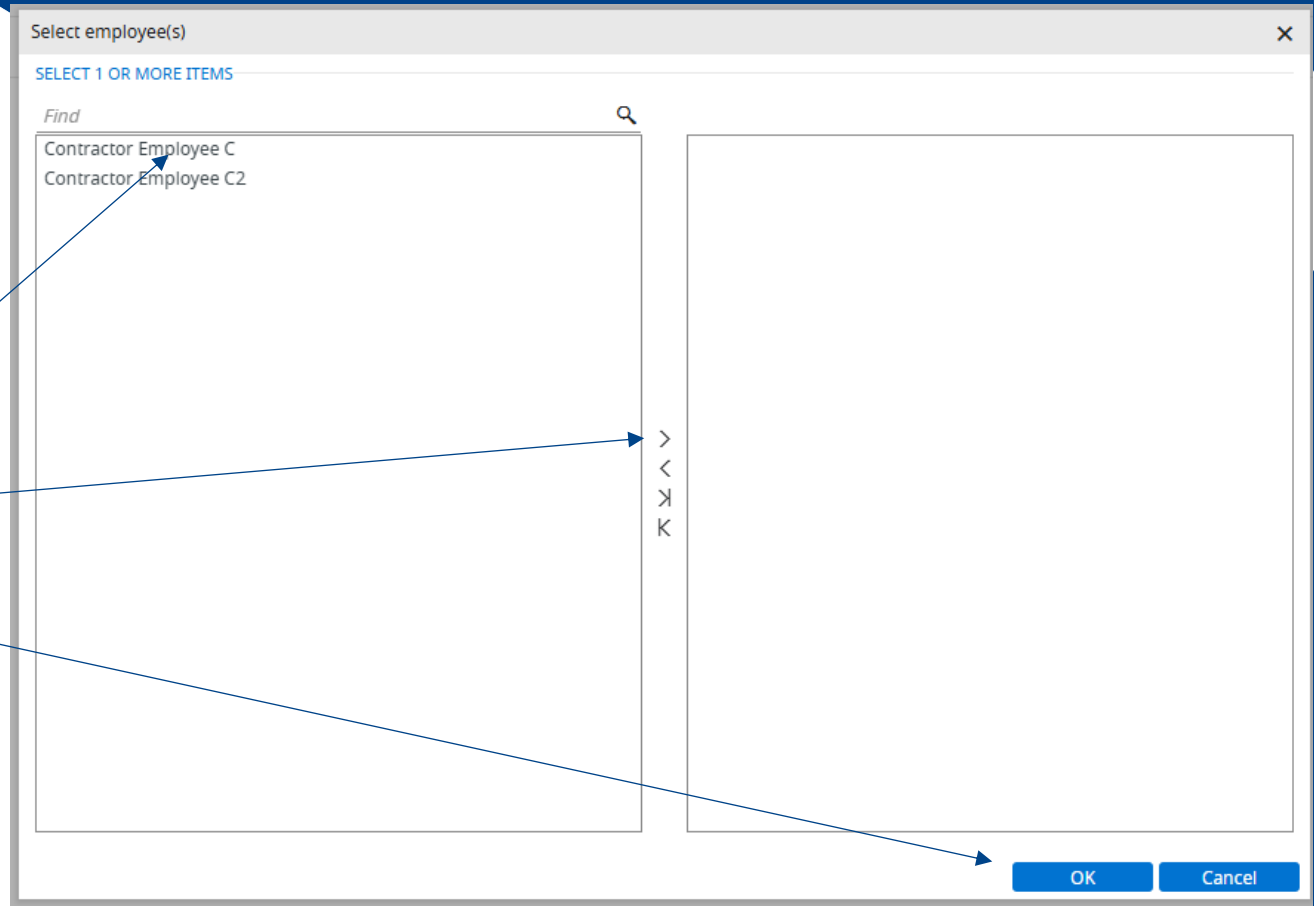 Select employee(s)
SELECT 1 OR MORE ITEMS
Find
Contractor Employee C
Contractor Employee C2
OK
Cancel